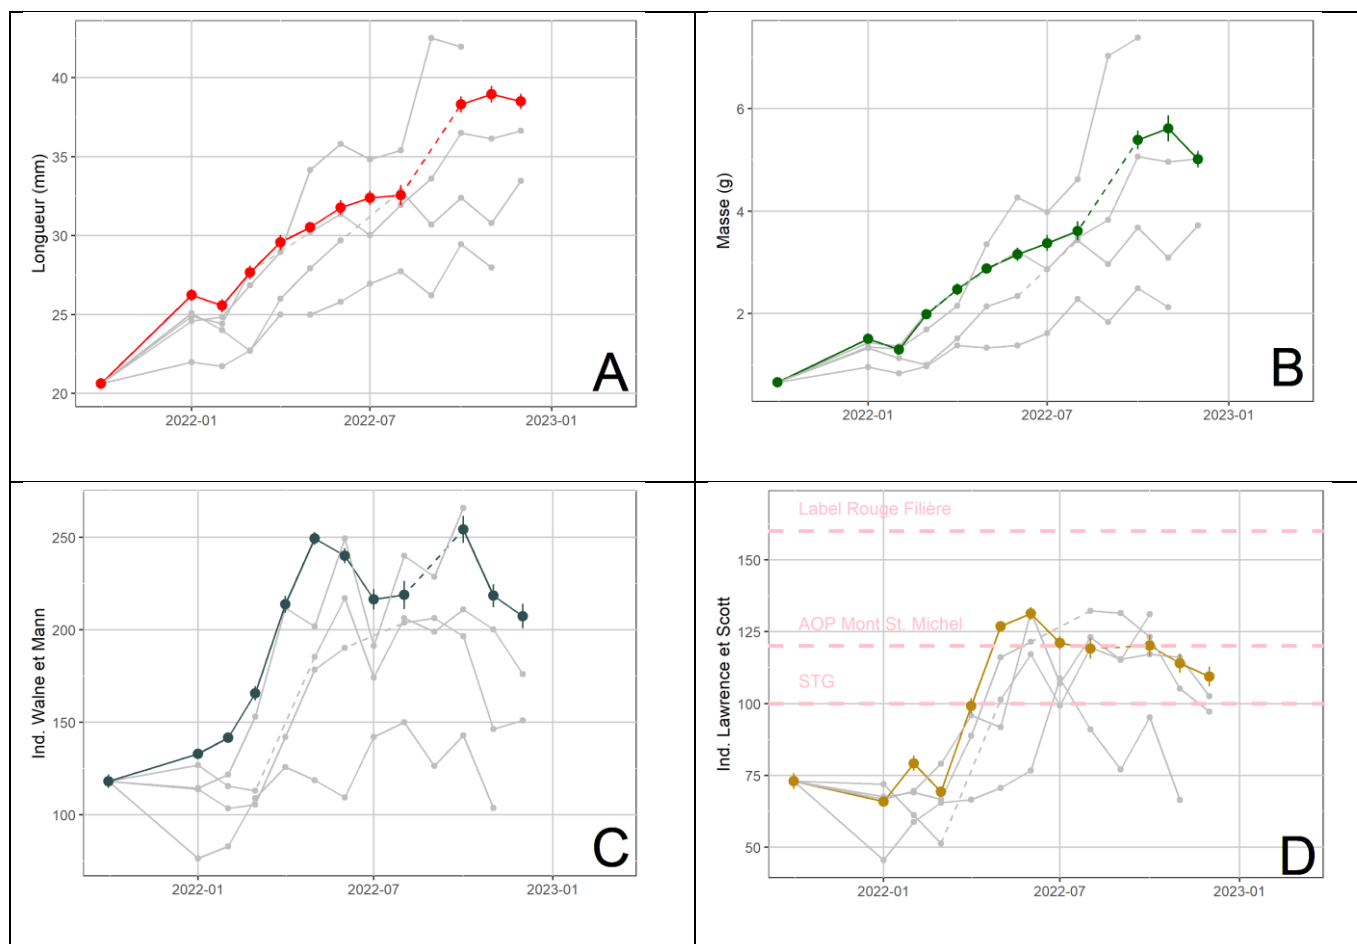 Longueur (mm)
40
35
30
25
20
2022-01
2022-07
2023-01
A
Masse (g)
6
4
2
2022-01
2022-07
2023-01
B
Ind. Walne et Mann
250
200
150
100
2022-01
2022-07
2023-01
C
Ind. Lawrence et Scott
Label Rouge Filière
150
AOP Mont St. Michel
125
STG
100
75
50
2022-01
2022-07
2023-01
D